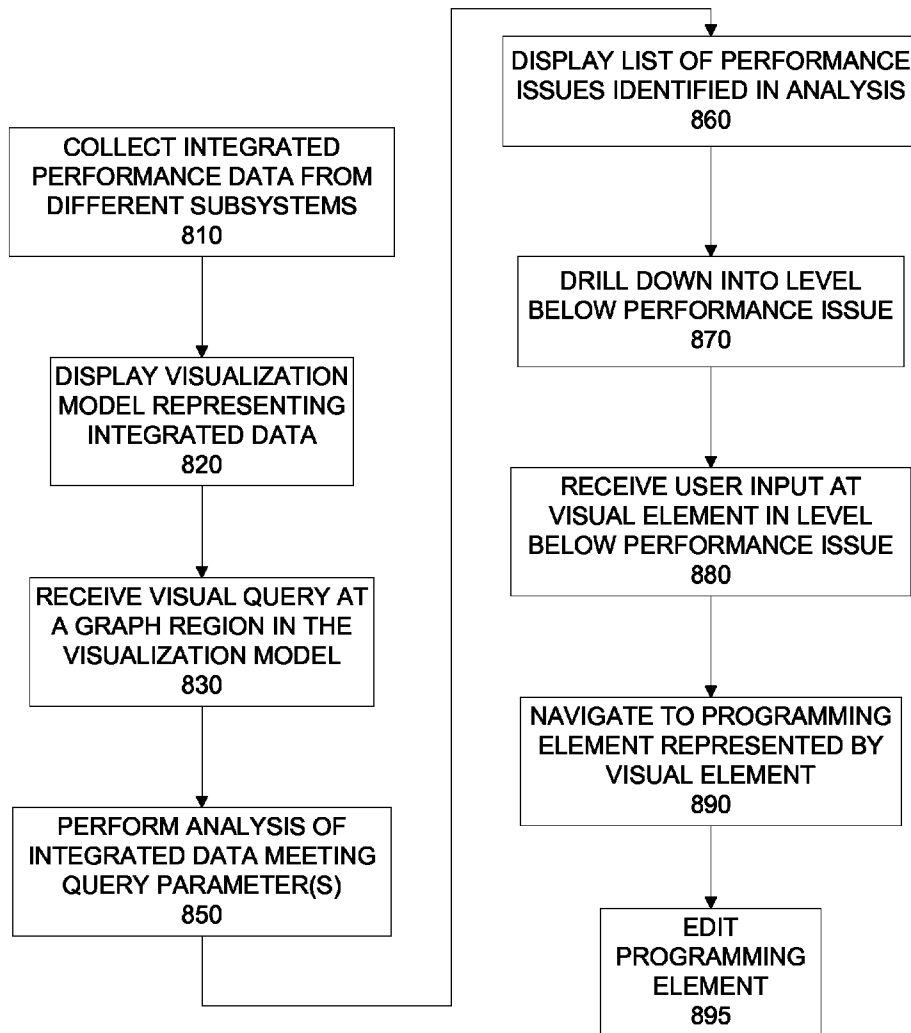 COLLECT INTEGRATED
PERFORMANCE DATA FROM
DIFFERENT SUBSYSTEMS
810
DISPLAY VISUALIZATION
MODEL REPRESENTING
INTEGRATED DATA
820
RECEIVE VISUAL QUERY AT
A GRAPH REGION IN THE
VISUALIZATION MODEL
830
PERFORM ANALYSIS OF
INTEGRATED DATA MEETING
QUERY PARAMETER(S)
850
DISPLAY LIST OF PERFORMANCE
ISSUES IDENTIFIED IN ANALYSIS
860
DRILL DOWN INTO LEVEL
BELOW PERFORMANCE ISSUE
870
RECEIVE USER INPUT AT
VISUAL ELEMENT IN LEVEL
BELOW PERFORMANCE ISSUE
880
NAVIGATE TO PROGRAMMING
ELEMENT REPRESENTED BY
VISUAL ELEMENT
890
EDIT
PROGRAMMING
ELEMENT
895